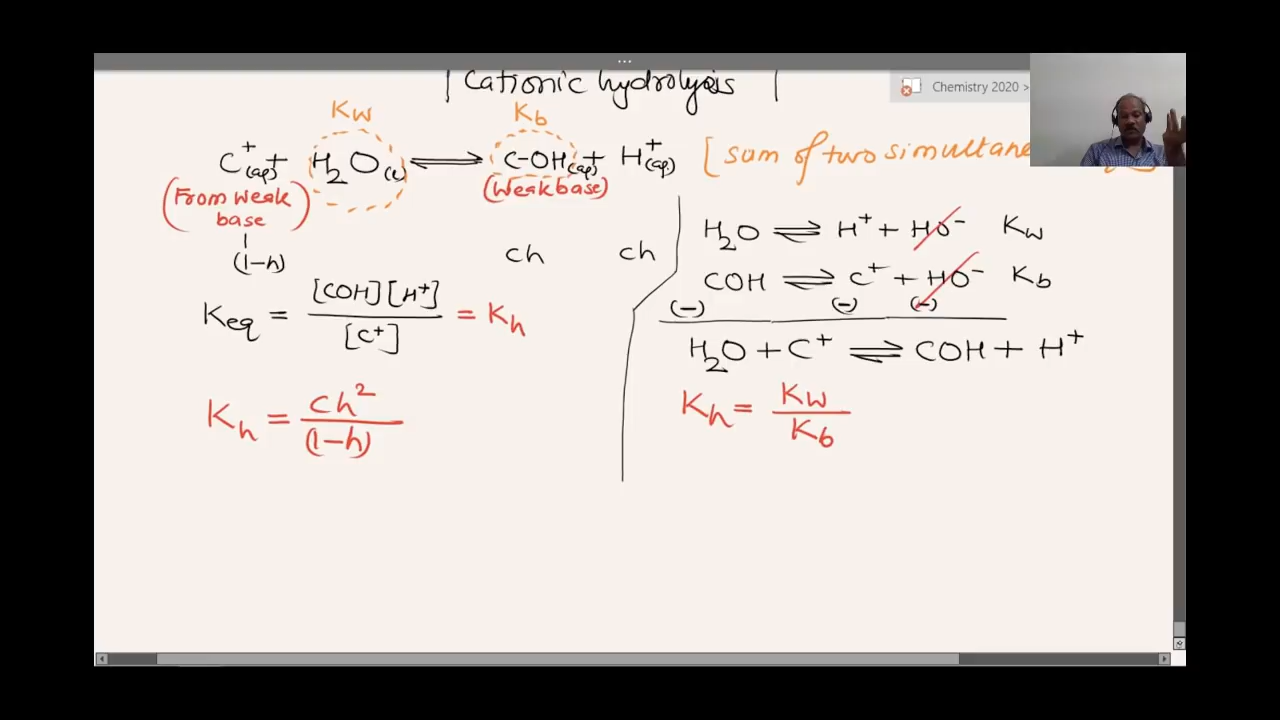 Cationic hydrolysis
Chemistry 2020 >
Kw Kb
C⁺(aq) + H₂O(l) ⇌ C-OH(aq) + H⁺(aq) [sum of two simultane
(From weak base) (Weak base)
(1-h) ch ch
Keq = [COH][H⁺] / [C⁺] = Kh
Kh = Ch² / (1-h)
H₂O ⇌ H⁺ + HO⁻ Kw
COH ⇌ C⁺ + HO⁻ Kb
(-) (-) (-)
H₂O + C⁺ ⇌ COH + H⁺
Kh = Kw / Kb